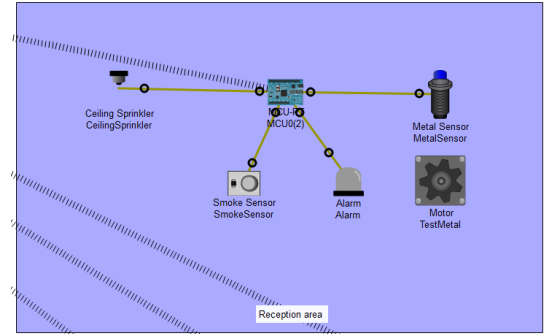 Ceiling Sprinkler
CeilingSprinkler
MCU0(2)
Metal Sensor
MetalSensor
Smoke Sensor
SmokeSensor
Alarm
Alarm
Motor
TestMetal
Reception area